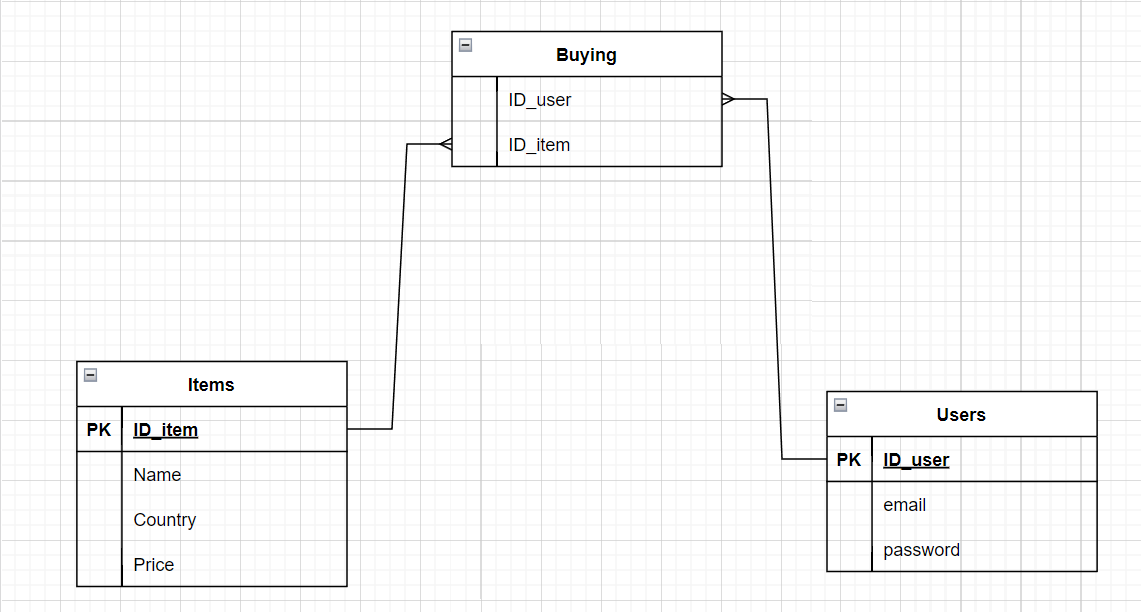 Buying
ID_user
ID_item
Items
PK ID_item
Name
Country
Price
Users
PK ID_user
email
password